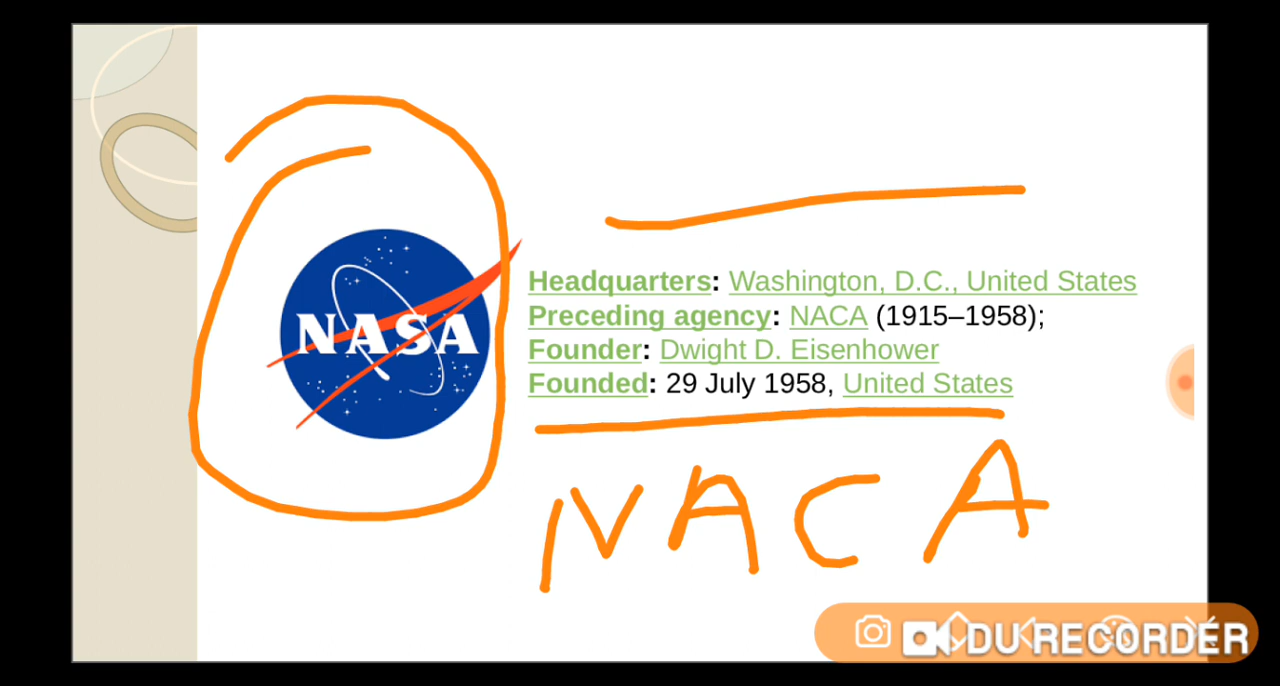 NASA
Headquarters: Washington, D.C., United States
Preceding agency: NACA (1915–1958);
Founder: Dwight D. Eisenhower
Founded: 29 July 1958, United States
NACA
DU RECORDER